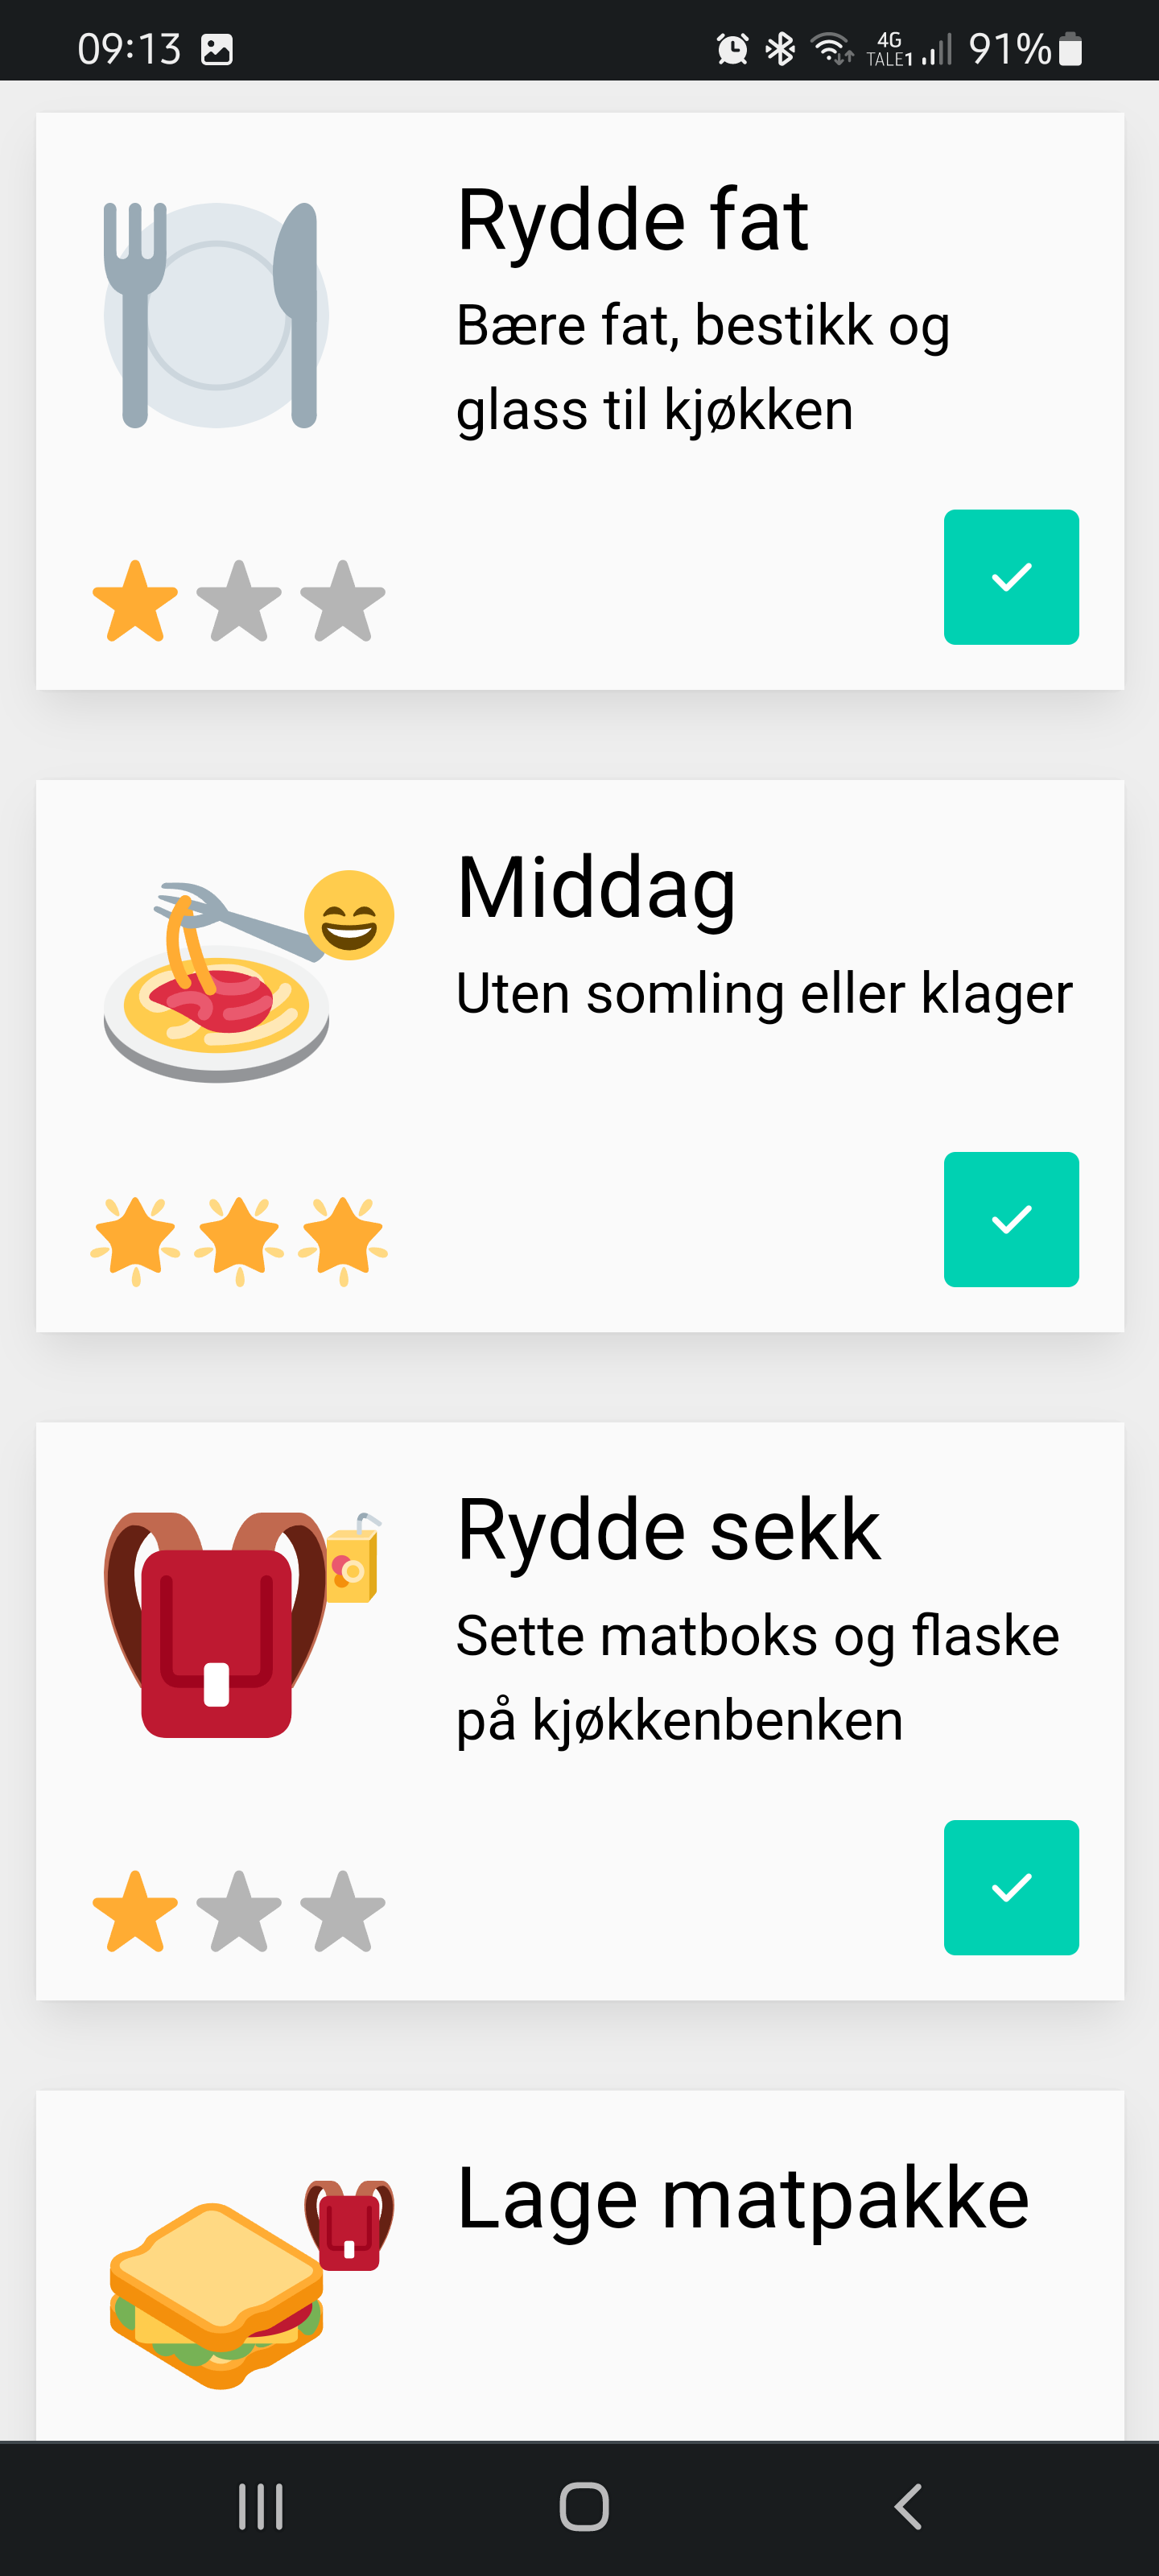 09:13
4G
TALE1
91%
Rydde fat
Bære fat, bestikk og
glass til kjøkken
Middag
Uten somling eller klager
Rydde sekk
Sette matboks og flaske
på kjøkkenbenken
Lage matpakke